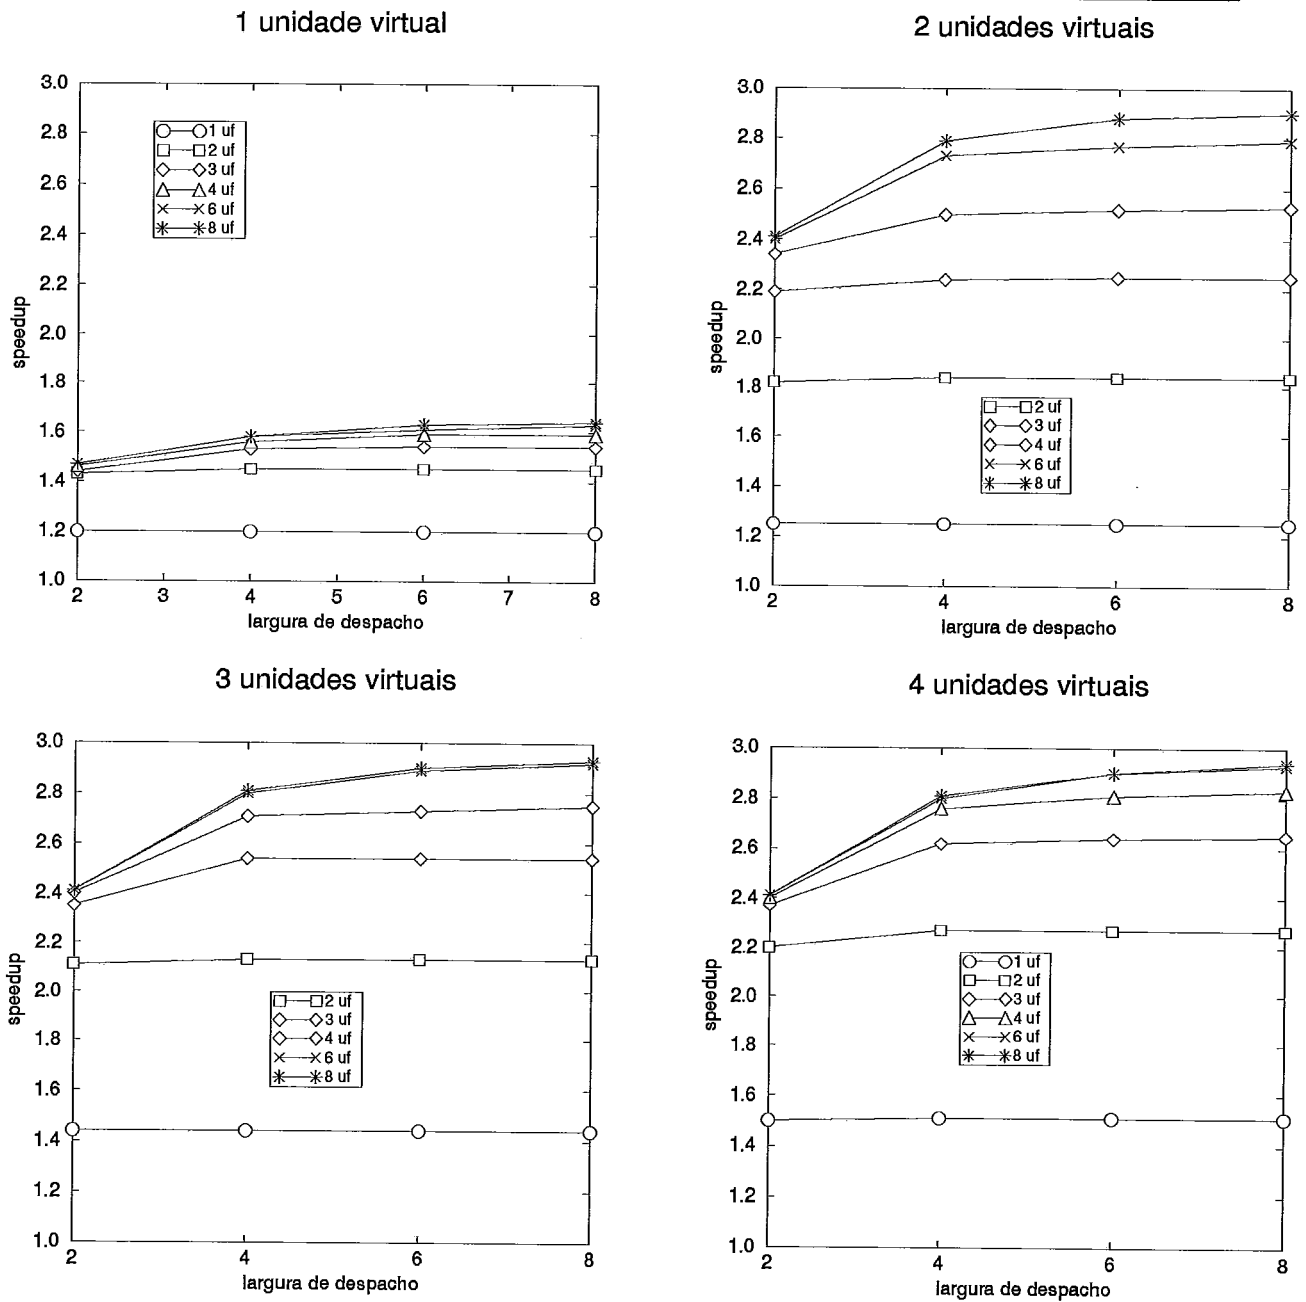 1 unidade virtual
3.0
2.8
2.6
2.4
2.2
2.0
1.8
1.6
1.4
1.2
1.0
speedup
1 uf
2 uf
3 uf
4 uf
6 uf
8 uf
2 3 4 5 6 7 8
largura de despacho
2 unidades virtuais
3.0
2.8
2.6
2.4
2.2
2.0
1.8
1.6
1.4
1.2
1.0
speedup
2 uf
3 uf
4 uf
6 uf
8 uf
2 4 6 8
largura de despacho
3 unidades virtuais
3.0
2.8
2.6
2.4
2.2
2.0
1.8
1.6
1.4
1.2
1.0
speedup
2 uf
3 uf
4 uf
6 uf
8 uf
2 4 6 8
largura de despacho
4 unidades virtuais
3.0
2.8
2.6
2.4
2.2
2.0
1.8
1.6
1.4
1.2
1.0
speedup
1 uf
2 uf
3 uf
4 uf
6 uf
8 uf
2 4 6 8
largura de despacho